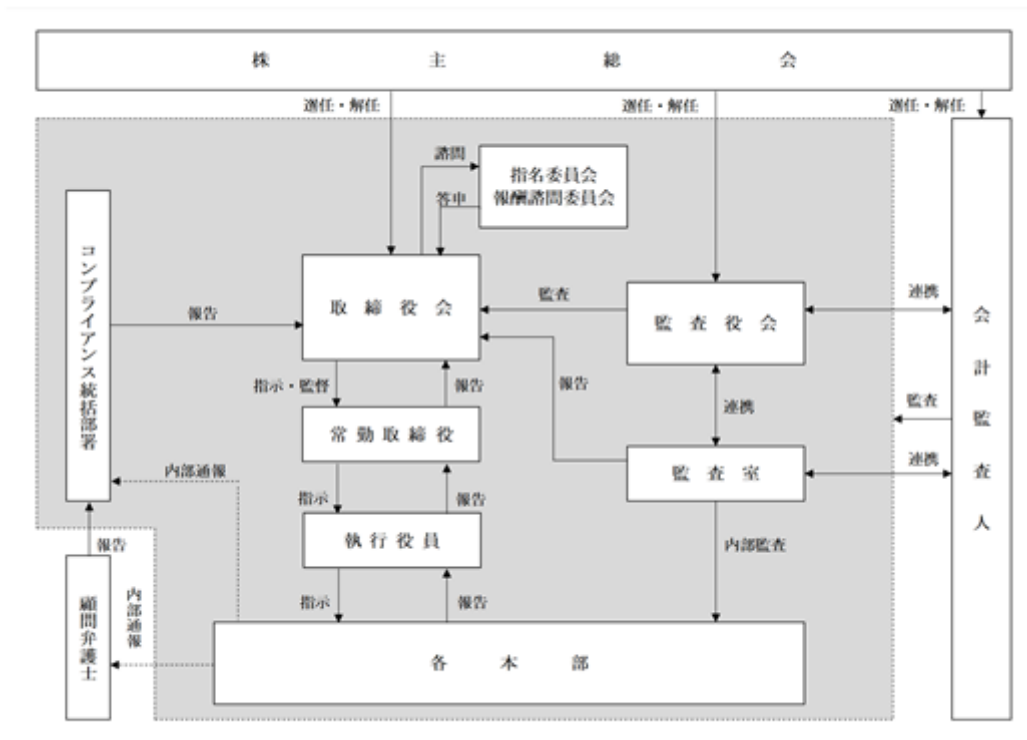 株主総会
選任・解任
選任・解任
選任・解任
諮問
指名委員会
報酬諮問委員会
答申
コンプライアンス統括部署
取締役会
監査
監査役会
連携
会計監査人
報告
指示・監督
報告
報告
連携
監査
常勤取締役
内部通報
監査室
連携
指示
報告
執行役員
報告
内部監査
顧問弁護士
内部通報
指示
報告
各本部